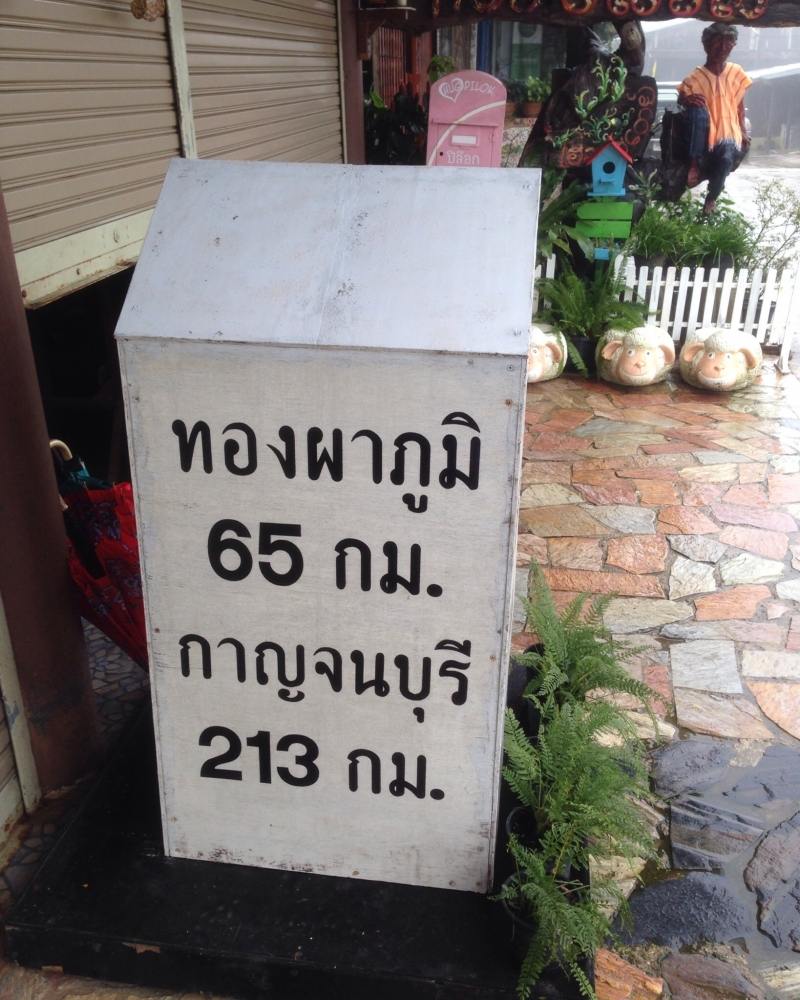 PILOK
ปิล๊อก
ทองผาภูมิ
65 กม.
กาญจนบุรี
213 กม.